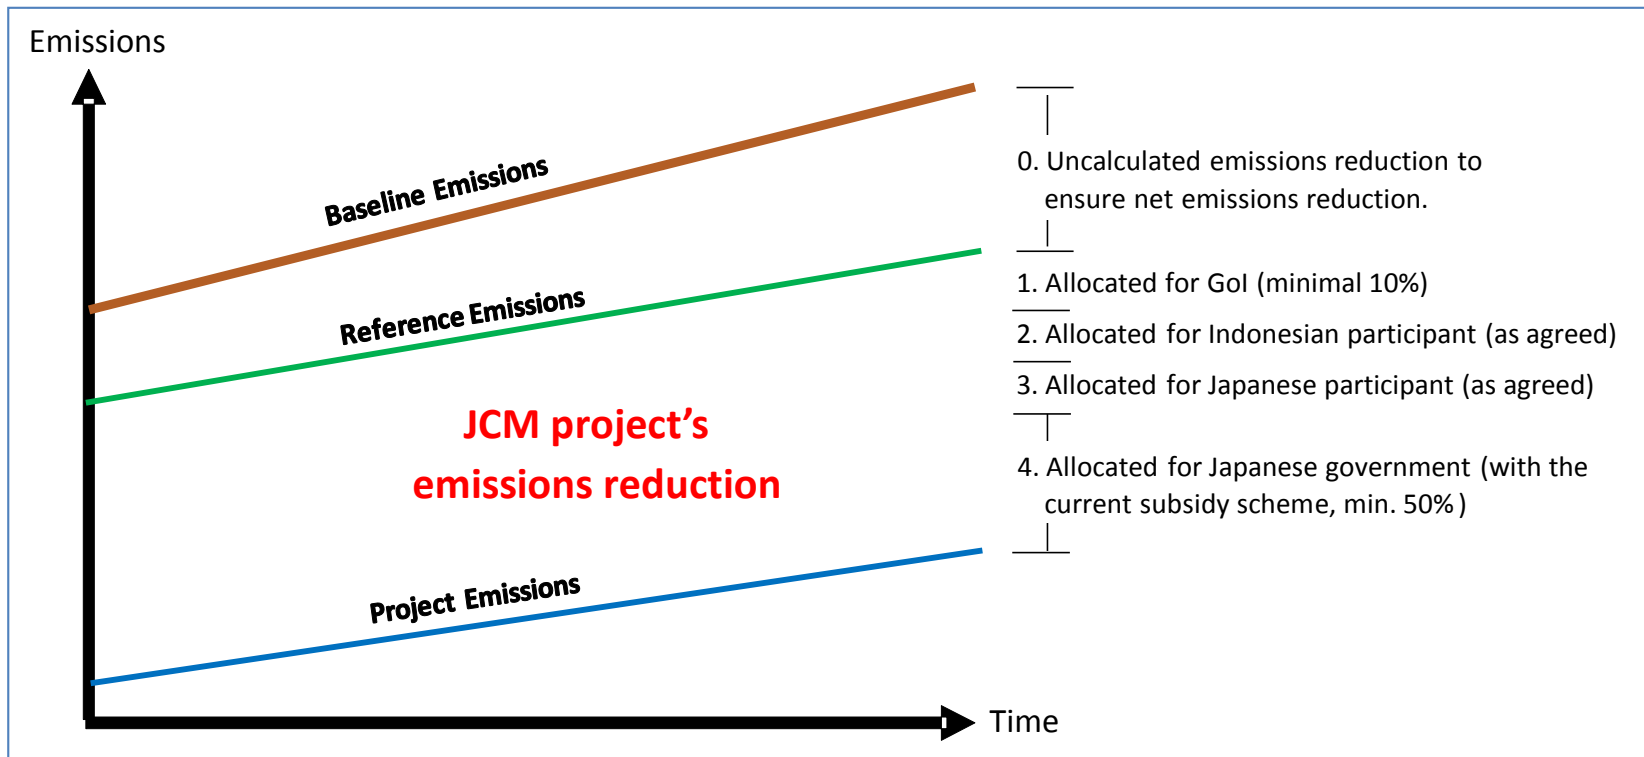 Emissions
Baseline Emissions
Reference Emissions
JCM project’s
emissions reduction
Project Emissions
Time
0. Uncalculated emissions reduction to
ensure net emissions reduction.
1. Allocated for GoI (minimal 10%)
2. Allocated for Indonesian participant (as agreed)
3. Allocated for Japanese participant (as agreed)
4. Allocated for Japanese government (with the
current subsidy scheme, min. 50%)